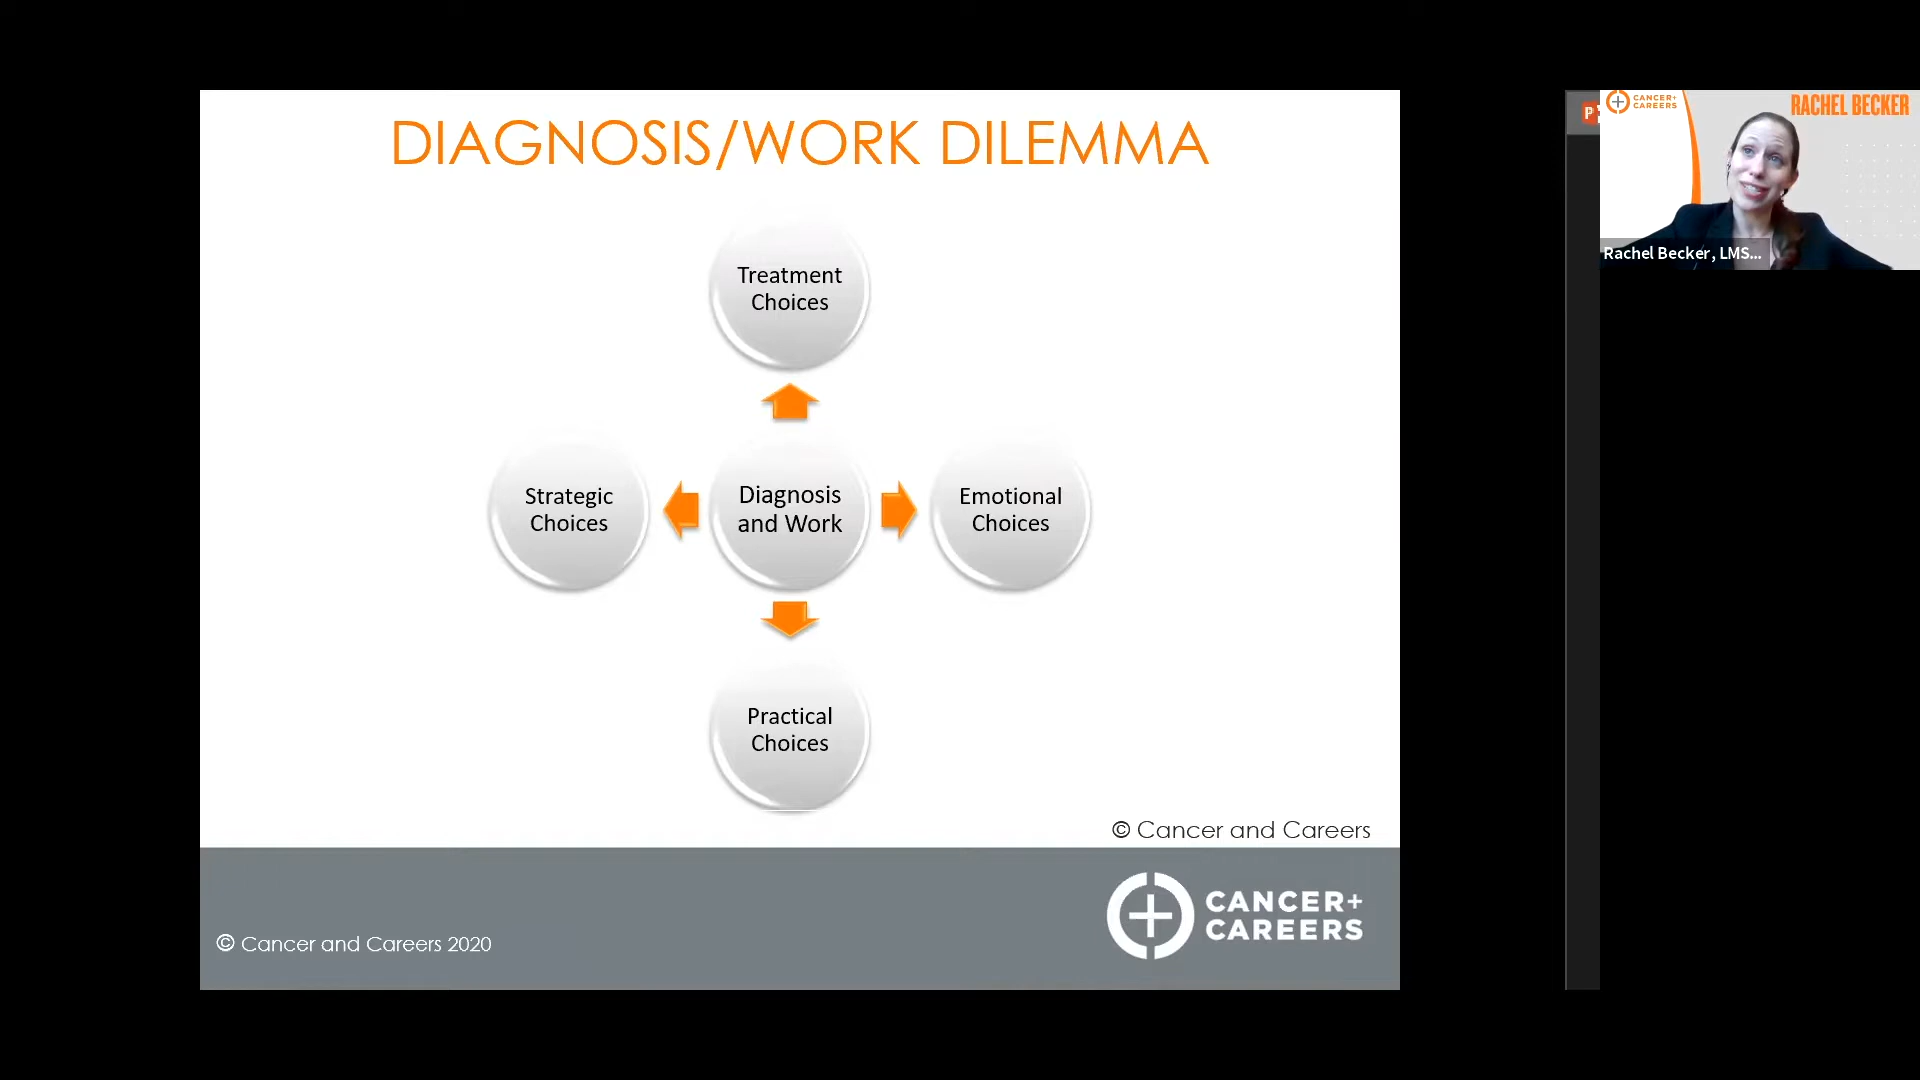 DIAGNOSIS/WORK DILEMMA
Treatment
Choices
Strategic
Choices
Diagnosis
and Work
Emotional
Choices
Practical
Choices
© Cancer and Careers
© Cancer and Careers 2020
CANCER+
CAREERS
CANCER+
CAREERS
RACHEL BECKER
Rachel Becker, LMS...